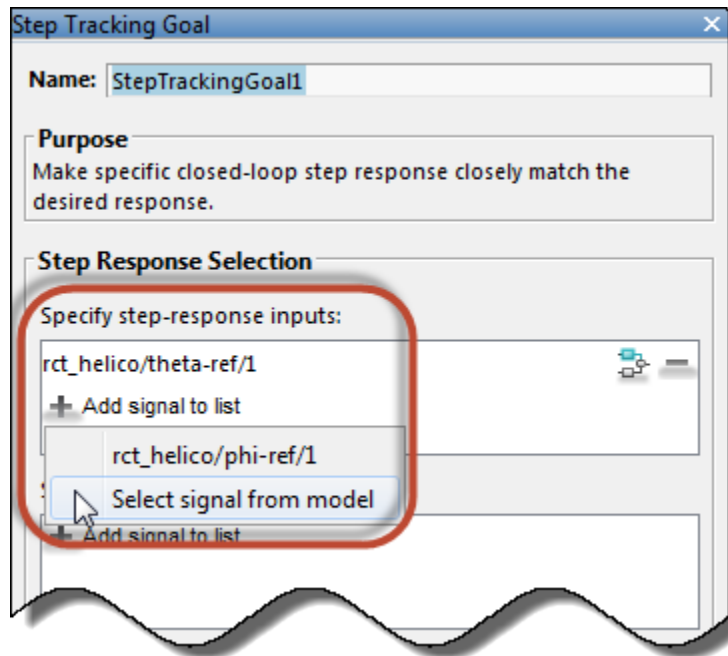 Step Tracking Goal
Name: StepTrackingGoal1
Purpose
Make specific closed-loop step response closely match the
desired response.
Step Response Selection
Specify step-response inputs:
rct_helico/theta-ref/1
Add signal to list
rct_helico/phi-ref/1
Select signal from model
Add signal to list